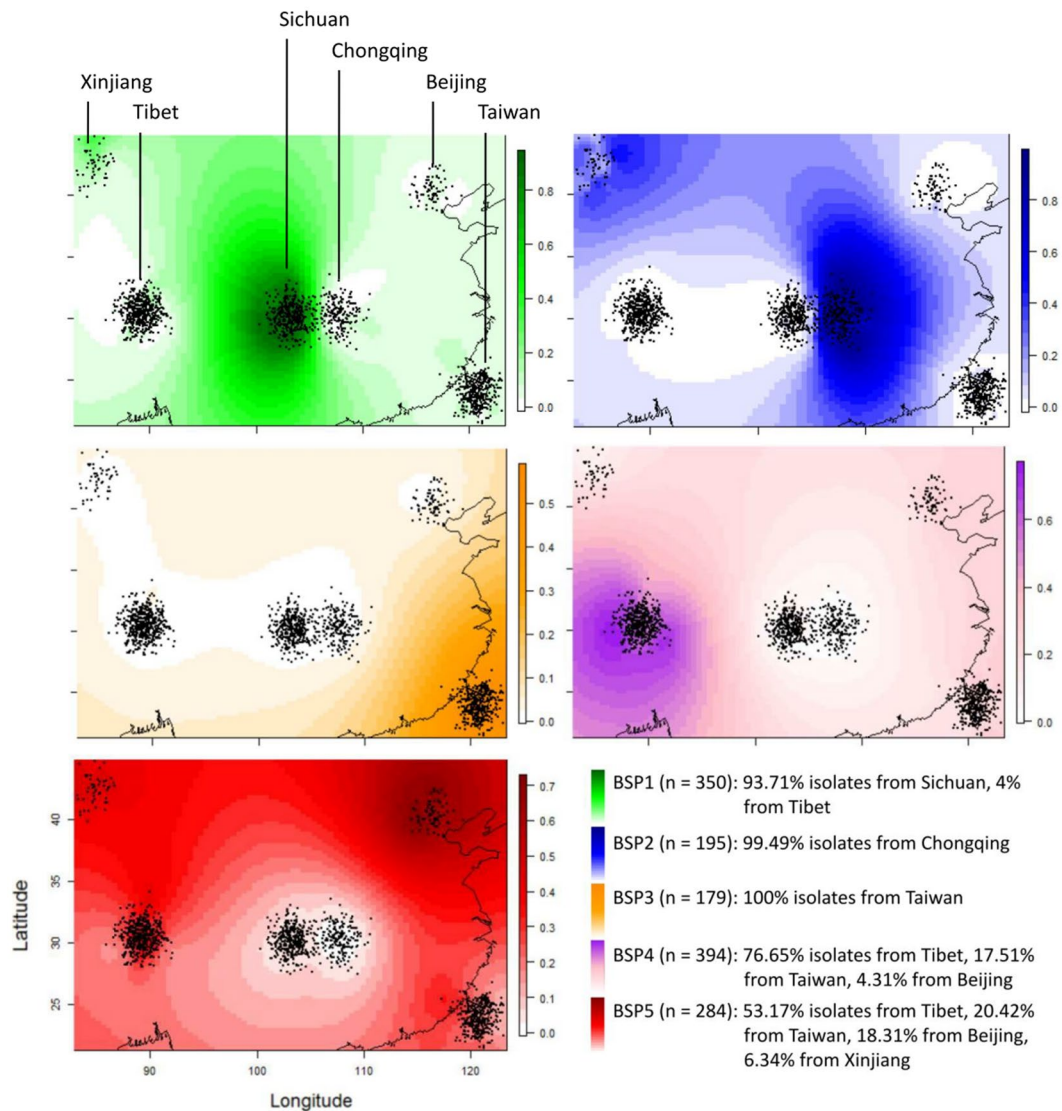 Sichuan
Chongqing
Xinjiang
Beijing
Tibet
Taiwan
0.8
0.6
0.4
0.2
0.0
0.8
0.6
0.4
0.2
0.0
0.5
0.4
0.3
0.2
0.1
0.0
0.6
0.4
0.2
0.0
Latitude
40
35
30
25
0.7
0.6
0.5
0.4
0.3
0.2
0.1
0.0
90
100
110
120
Longitude
BSP1 (n = 350): 93.71% isolates from Sichuan, 4%
from Tibet
BSP2 (n = 195): 99.49% isolates from Chongqing
BSP3 (n = 179): 100% isolates from Taiwan
BSP4 (n = 394): 76.65% isolates from Tibet, 17.51%
from Taiwan, 4.31% from Beijing
BSP5 (n = 284): 53.17% isolates from Tibet, 20.42%
from Taiwan, 18.31% from Beijing,
6.34% from Xinjiang